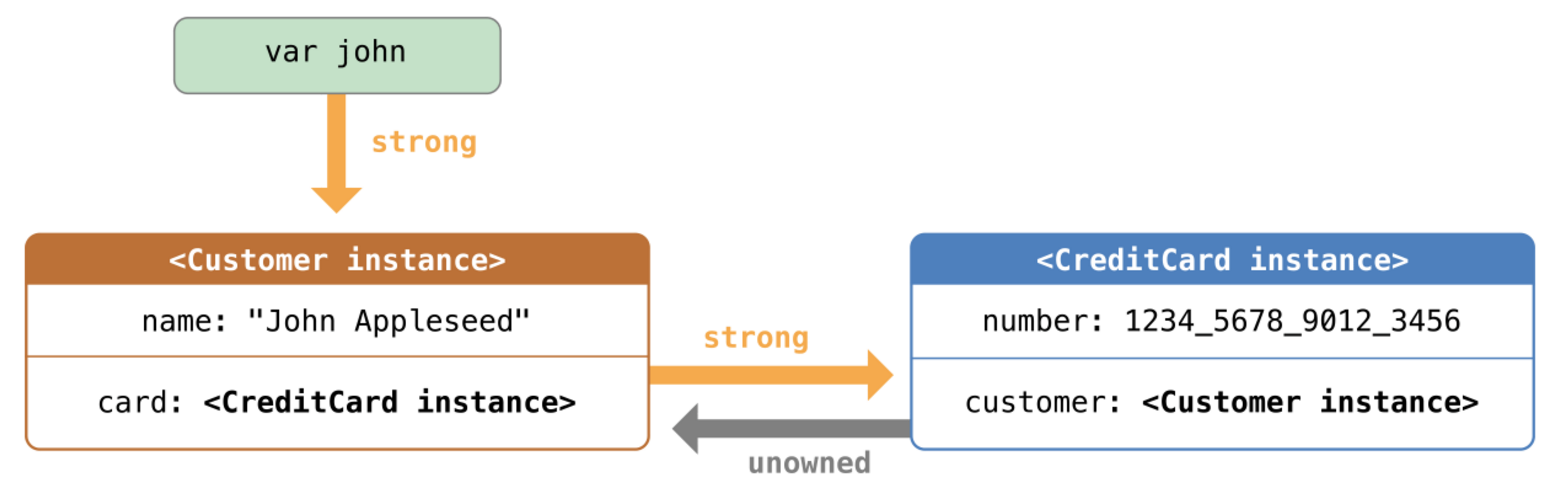 var john
strong
<Customer instance>
name: "John Appleseed"
card: <CreditCard instance>
strong
unowned
<CreditCard instance>
number: 1234_5678_9012_3456
customer: <Customer instance>